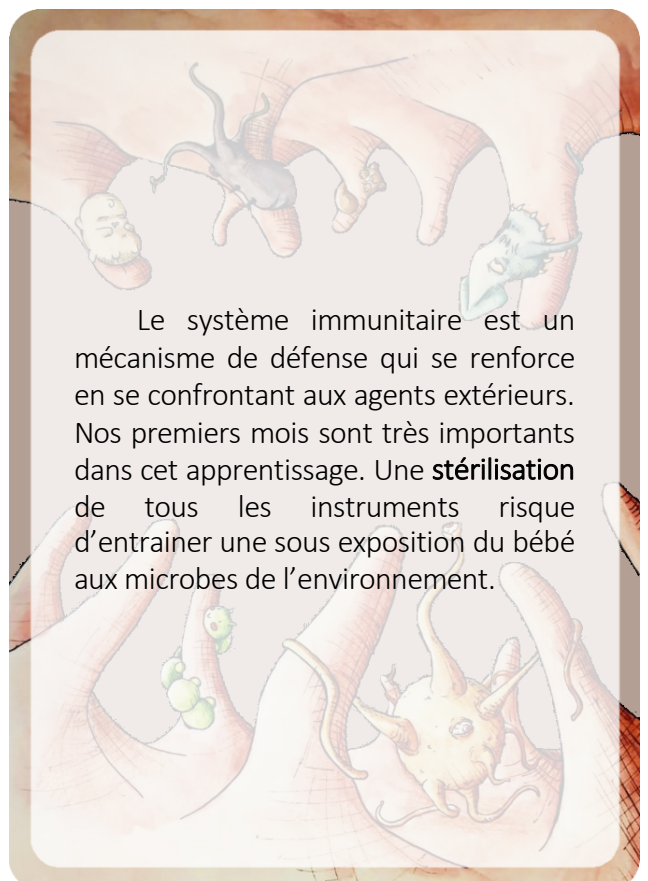 Le système immunitaire est un
mécanisme de défense qui se renforce
en se confrontant aux agents extérieurs.
Nos premiers mois sont très importants
dans cet apprentissage. Une stérilisation
de tous les instruments risque
d’entrainer une sous exposition du bébé
aux microbes de l’environnement.